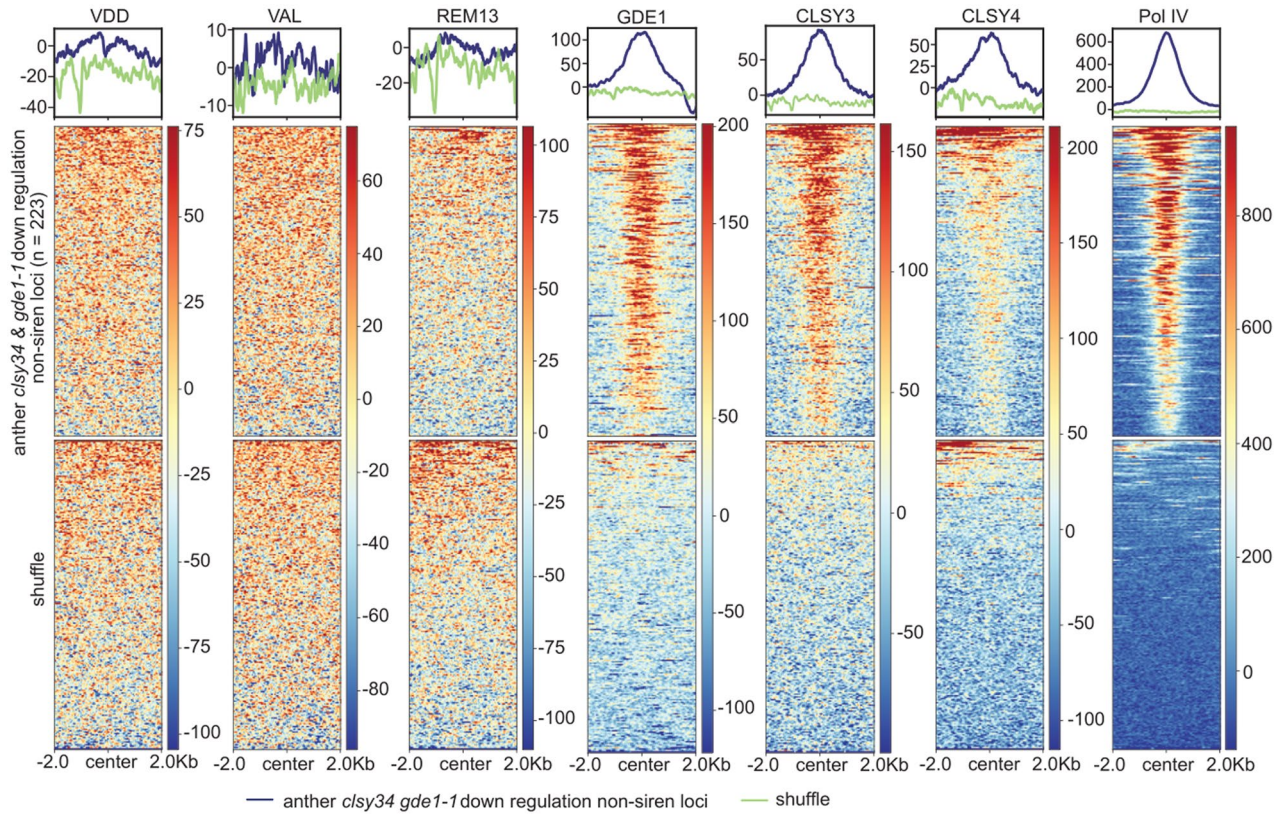 VDD VAL REM13 GDE1 CLSY3 CLSY4 Pol IV
0 -20 -40
10 0 -10
0 -20
100 50 0
50 0
50 25 0
600 400 200 0
anther clsy34 & gde1-1 down regulation
non-siren loci (n = 223)
shuffle
75 50 25 0 -25 -50 -75 -100
60 40 20 0 -20 -40 -60 -80
100 75 50 25 0 -25 -50 -75 -100
200 150 100 50 0 -50 -100
150 100 50 0 -50
200 150 100 50 0 -50 -100
800 600 400 200 0
-2.0 center 2.0Kb -2.0 center 2.0Kb -2.0 center 2.0Kb -2.0 center 2.0Kb -2.0 center 2.0Kb -2.0 center 2.0Kb -2.0 center 2.0Kb
anther clsy34 gde1-1 down regulation non-siren loci shuffle